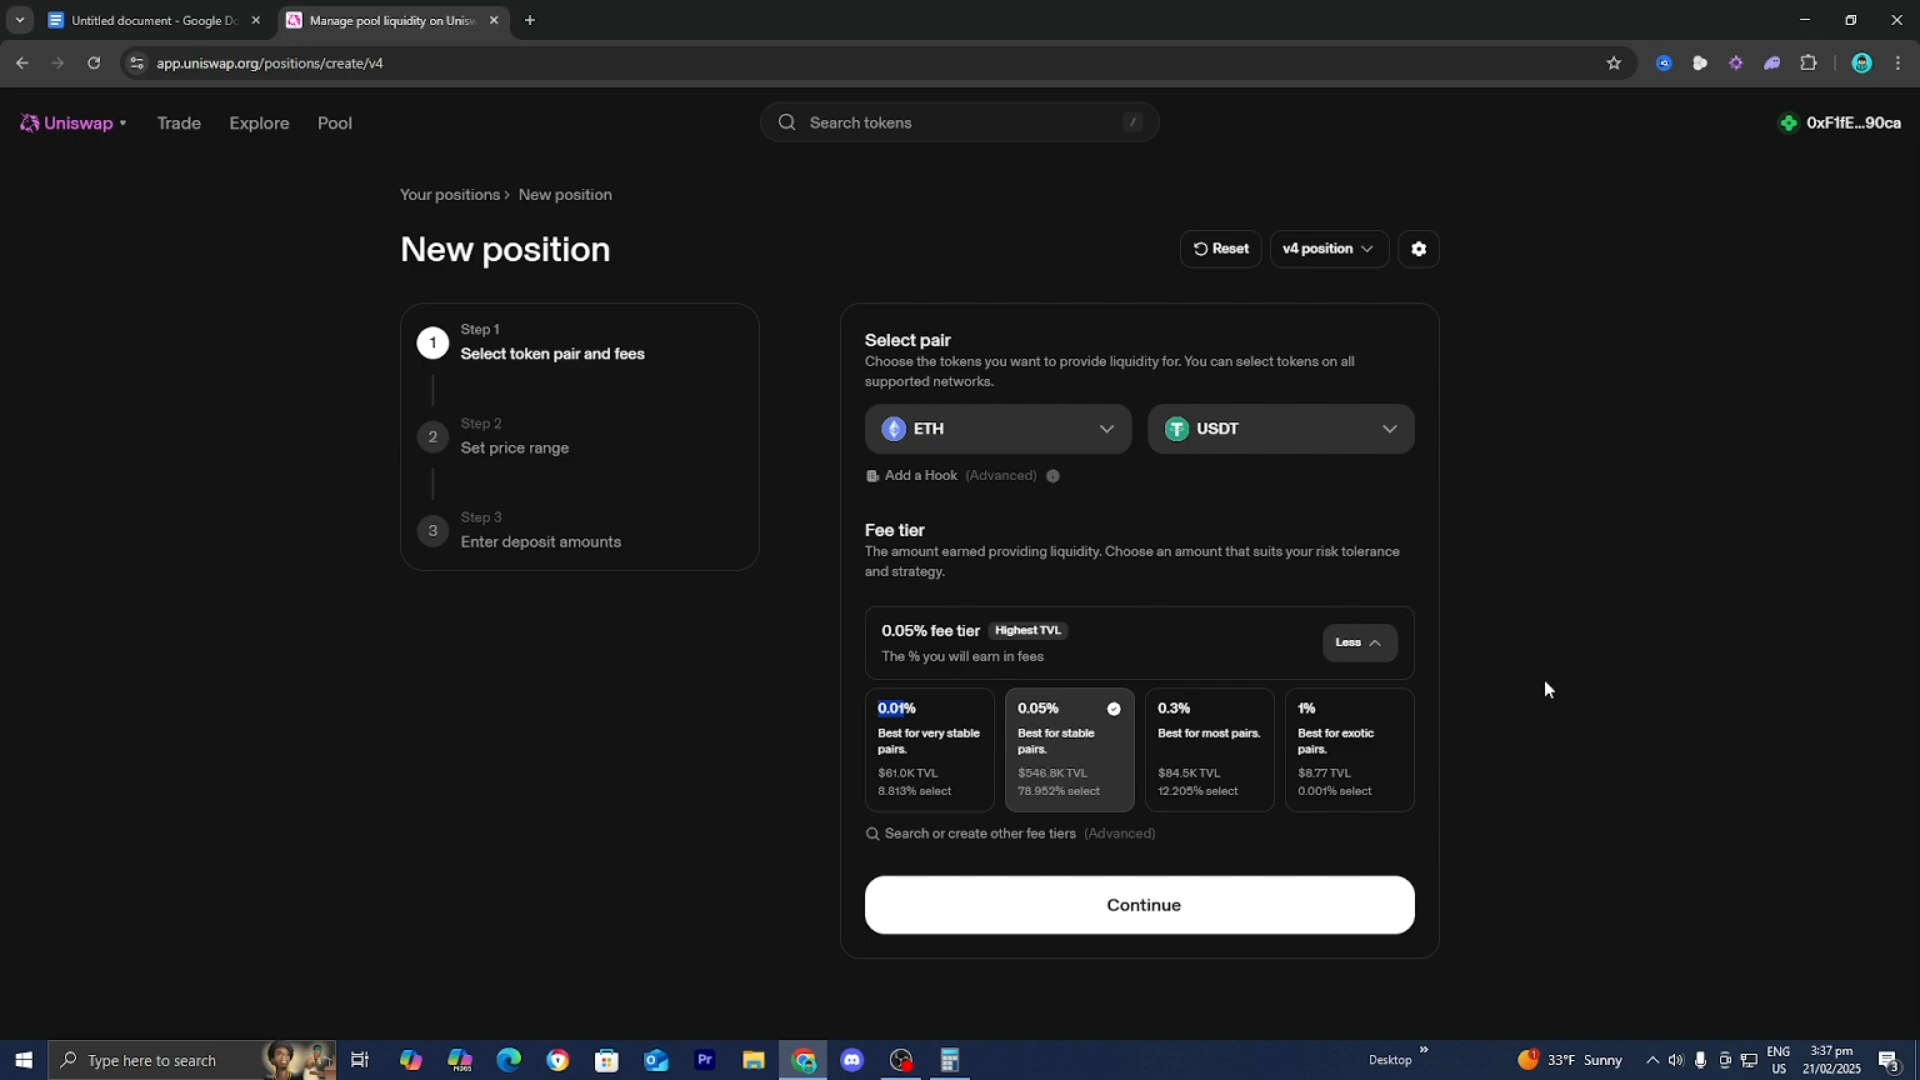 Untitled document - Google Do
Manage pool liquidity on Unisw
app.uniswap.org/positions/create/v4
Uniswap
Trade
Explore
Pool
Search tokens
/
0xF1fE...90ca
Your positions > New position
New position
Reset
v4 position
1
Step 1
Select token pair and fees
2
Step 2
Set price range
3
Step 3
Enter deposit amounts
Select pair
Choose the tokens you want to provide liquidity for. You can select tokens on all
supported networks.
ETH
USDT
Add a Hook (Advanced)
Fee tier
The amount earned providing liquidity. Choose an amount that suits your risk tolerance
and strategy.
0.05% fee tier Highest TVL
The % you will earn in fees
Less
0.01%
Best for very stable
pairs.
$61.0K TVL
8.813% select
0.05%
Best for stable
pairs.
$546.8K TVL
78.952% select
0.3%
Best for most pairs.
$84.5K TVL
12.205% select
1%
Best for exotic
pairs.
$8.77 TVL
0.001% select
Search or create other fee tiers (Advanced)
Continue
Type here to search
M365
Pr
Desktop
1
33°F Sunny
ENG
US
3:37 pm
21/02/2025
3